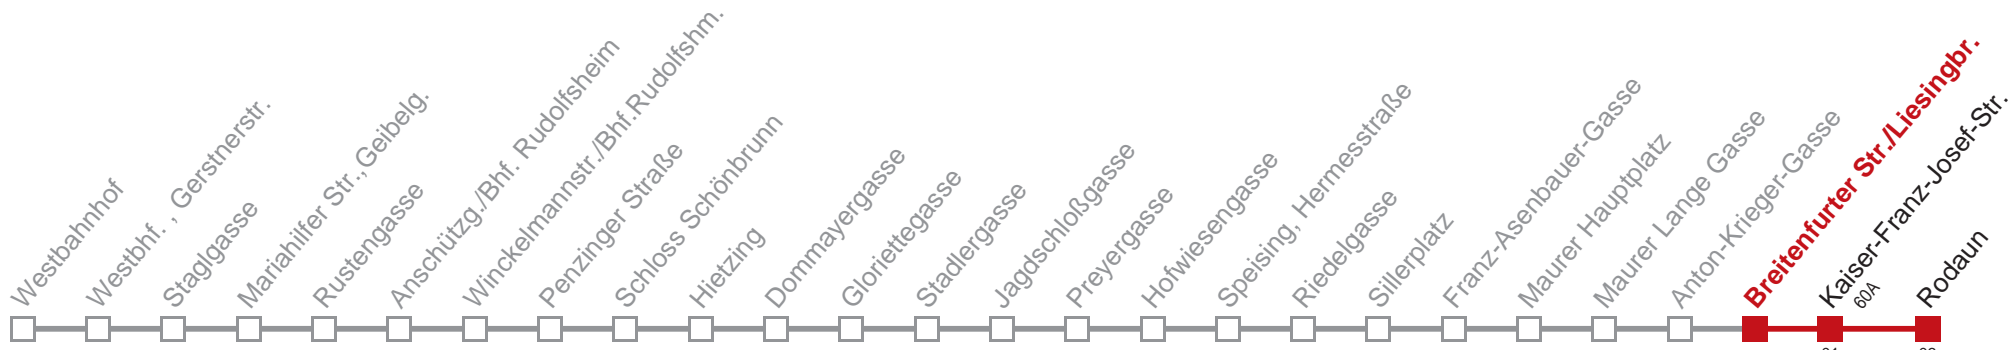 Westbahnhof
Westbhf. , Gerstnerstr.
Staglgasse
Mariahilfer Str.,Geibelg.
Rustengasse
Anschützg./Bhf. Rudolfsheim
Winckelmannstr./Bhf.Rudolfshm.
Penzinger Straße
Schloss Schönbrunn
Hietzing
Dommayergasse
Gloriettegasse
Stadlergasse
Jagdschloßgasse
Preyergasse
Hofwiesengasse
Speising, Hermesstraße
Riedelgasse
Sillerplatz
Franz-Asenbauer-Gasse
Maurer Hauptplatz
Maurer Lange Gasse
Anton-Krieger-Gasse
Breitenfurter Str./Liesingbr.
Kaiser-Franz-Josef-Str.
60A
Rodaun